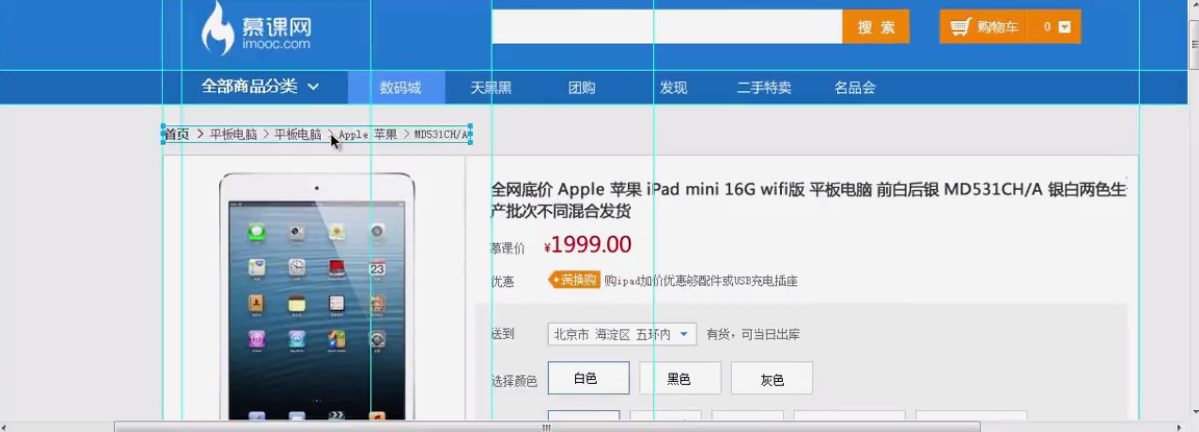 慕课网
imooc.com
搜 索
购物车 0
全部商品分类 数码城 天黑黑 团购 发现 二手特卖 名品会
首页 > 平板电脑 > 平板电脑 > Apple 苹果 > MD531CH/A
全网底价 Apple 苹果 iPad mini 16G wifi版 平板电脑 前白后银 MD531CH/A 银白两色生
产批次不同混合发货
慕课价 ¥1999.00
优惠 满换购 购ipad加价优惠够配件或USB充电插座
23
送到 北京市 海淀区 五环内 有货，可当日出库
选择颜色 白色 黑色 灰色